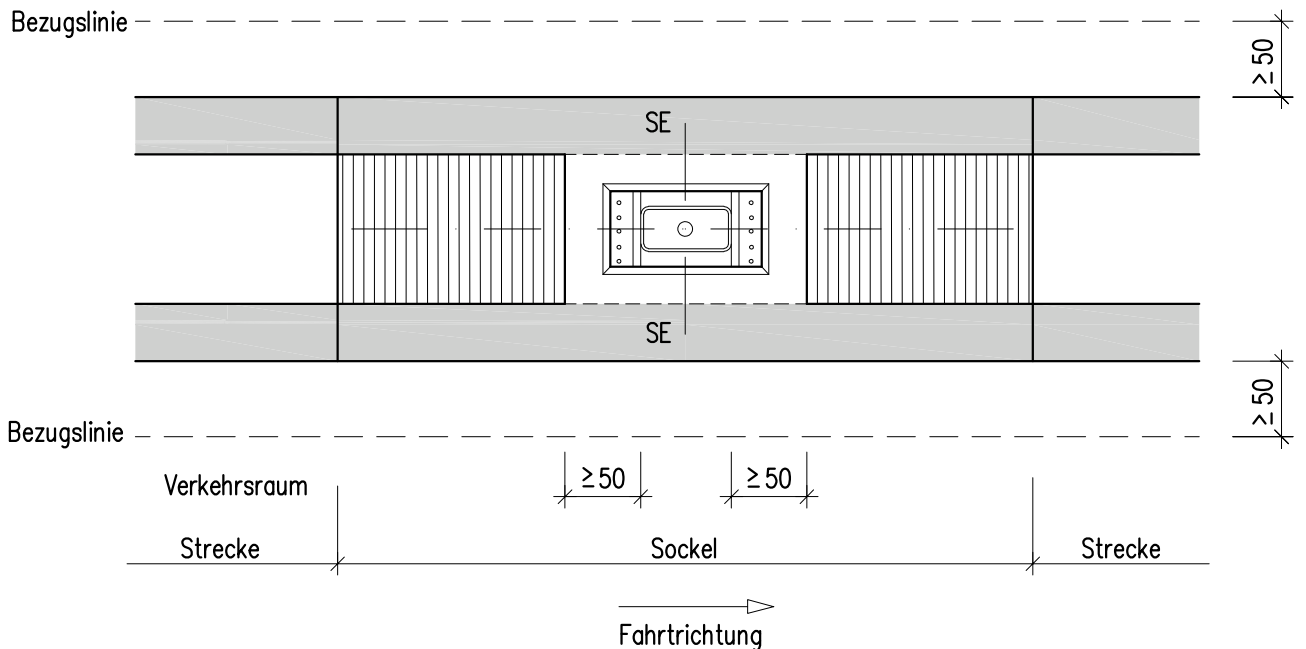 Bezugslinie
≥50
SE
SE
≥50
Bezugslinie
Verkehrsraum
≥50
≥50
Strecke
Sockel
Strecke
Fahrtrichtung